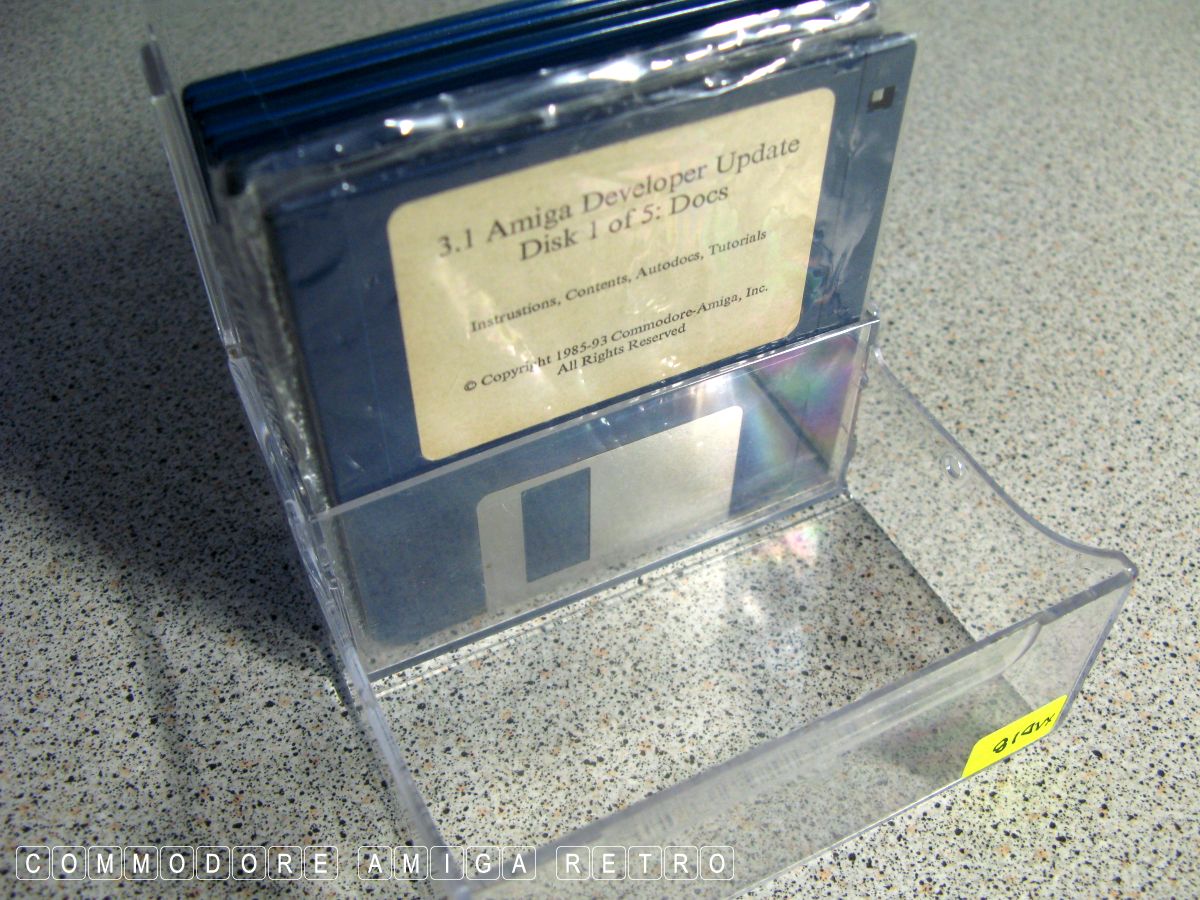 3.1 Amiga Developer Update
Disk 1 of 5: Docs
Instrustions, Contents, Autodocs, Tutorials
© Copyright 1985-93 Commodore-Amiga, Inc.
All Rights Reserved
COMMODORE AMIGA RETRO